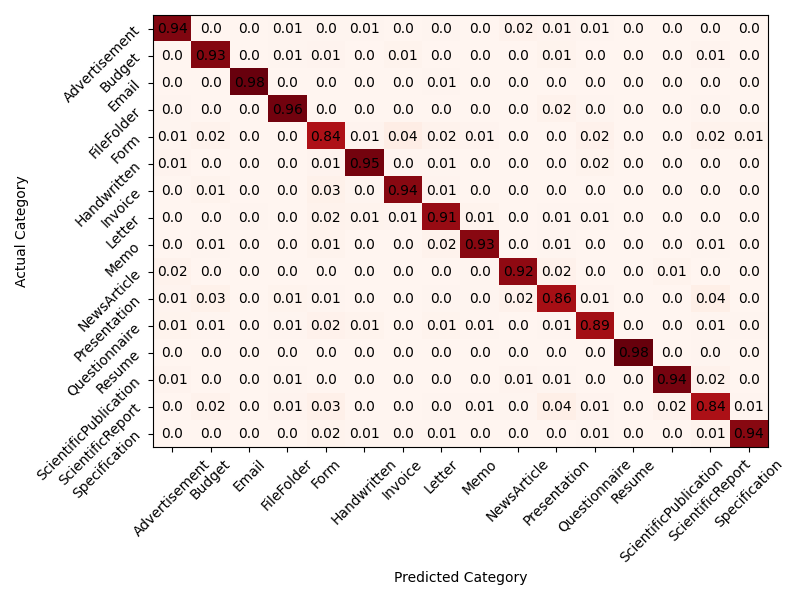 Advertisement 0.94 0.0 0.0 0.01 0.0 0.01 0.0 0.0 0.0 0.02 0.01 0.01 0.0 0.0 0.0 0.0
Budget 0.0 0.93 0.0 0.01 0.01 0.0 0.01 0.0 0.0 0.0 0.01 0.0 0.0 0.0 0.01 0.0
Email 0.0 0.0 0.98 0.0 0.0 0.0 0.0 0.01 0.0 0.0 0.0 0.0 0.0 0.0 0.0 0.0
FileFolder 0.0 0.0 0.0 0.96 0.0 0.0 0.0 0.0 0.0 0.0 0.02 0.0 0.0 0.0 0.0 0.0
Form 0.01 0.02 0.0 0.0 0.84 0.01 0.04 0.02 0.01 0.0 0.0 0.02 0.0 0.0 0.02 0.01
Handwritten 0.01 0.0 0.0 0.0 0.01 0.95 0.0 0.01 0.0 0.0 0.0 0.02 0.0 0.0 0.0 0.0
Invoice 0.0 0.01 0.0 0.0 0.03 0.0 0.94 0.01 0.0 0.0 0.0 0.0 0.0 0.0 0.0 0.0
Letter 0.0 0.0 0.0 0.0 0.02 0.01 0.01 0.91 0.01 0.0 0.01 0.01 0.0 0.0 0.0 0.0
Memo 0.0 0.01 0.0 0.0 0.01 0.0 0.0 0.02 0.93 0.0 0.01 0.0 0.0 0.0 0.01 0.0
NewsArticle 0.02 0.0 0.0 0.0 0.0 0.0 0.0 0.0 0.0 0.92 0.02 0.0 0.0 0.01 0.0 0.0
Presentation 0.01 0.03 0.0 0.01 0.01 0.0 0.0 0.0 0.0 0.02 0.86 0.01 0.0 0.0 0.04 0.0
Questionnaire 0.01 0.01 0.0 0.01 0.02 0.01 0.0 0.01 0.01 0.0 0.01 0.89 0.0 0.0 0.01 0.0
Resume 0.0 0.0 0.0 0.0 0.0 0.0 0.0 0.0 0.0 0.0 0.0 0.0 0.98 0.0 0.0 0.0
ScientificPublication 0.01 0.0 0.0 0.01 0.0 0.0 0.0 0.0 0.0 0.01 0.01 0.0 0.0 0.94 0.02 0.0
ScientificReport 0.0 0.02 0.0 0.01 0.03 0.0 0.0 0.0 0.01 0.0 0.04 0.01 0.0 0.02 0.84 0.01
Specification 0.0 0.0 0.0 0.0 0.02 0.01 0.0 0.01 0.0 0.0 0.0 0.01 0.0 0.0 0.01 0.94
Actual Category
Advertisement Budget Email FileFolder Form Handwritten Invoice Letter Memo NewsArticle Presentation Questionnaire Resume ScientificPublication ScientificReport Specification
Predicted Category